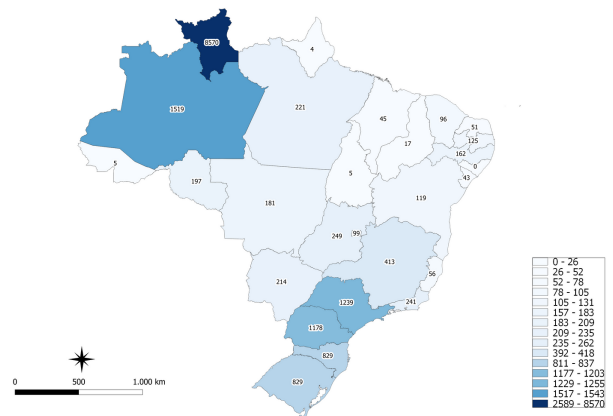 8570
4
1519
221
45
96
51
17
125
162
0
43
5
5
197
181
119
249
99
413
56
214
241
1239
1178
829
829
0 - 26
26 - 52
52 - 78
78 - 105
105 - 131
157 - 183
183 - 209
209 - 235
235 - 262
392 - 418
811 - 837
1177 - 1203
1229 - 1255
1517 - 1543
2589 - 8570
0 500 1.000 km